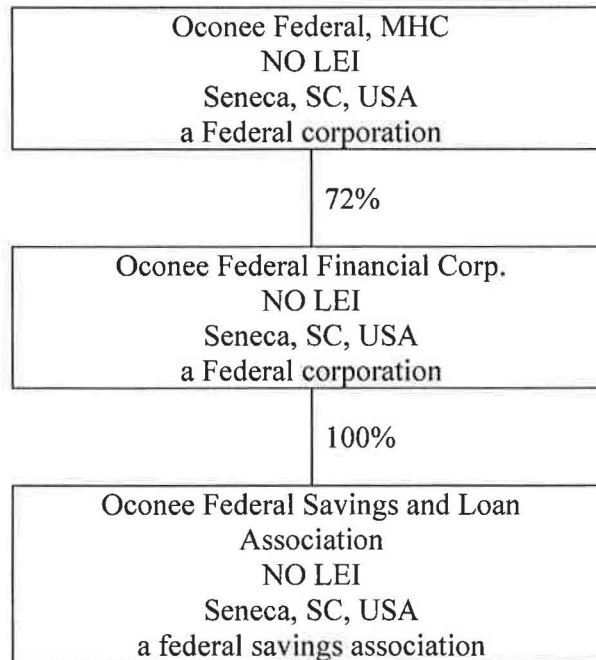 Oconee Federal, MHC
NO LEI
Seneca, SC, USA
a Federal corporation
72%
Oconee Federal Financial Corp.
NO LEI
Seneca, SC, USA
a Federal corporation
100%
Oconee Federal Savings and Loan
Association
NO LEI
Seneca, SC, USA
a federal savings association